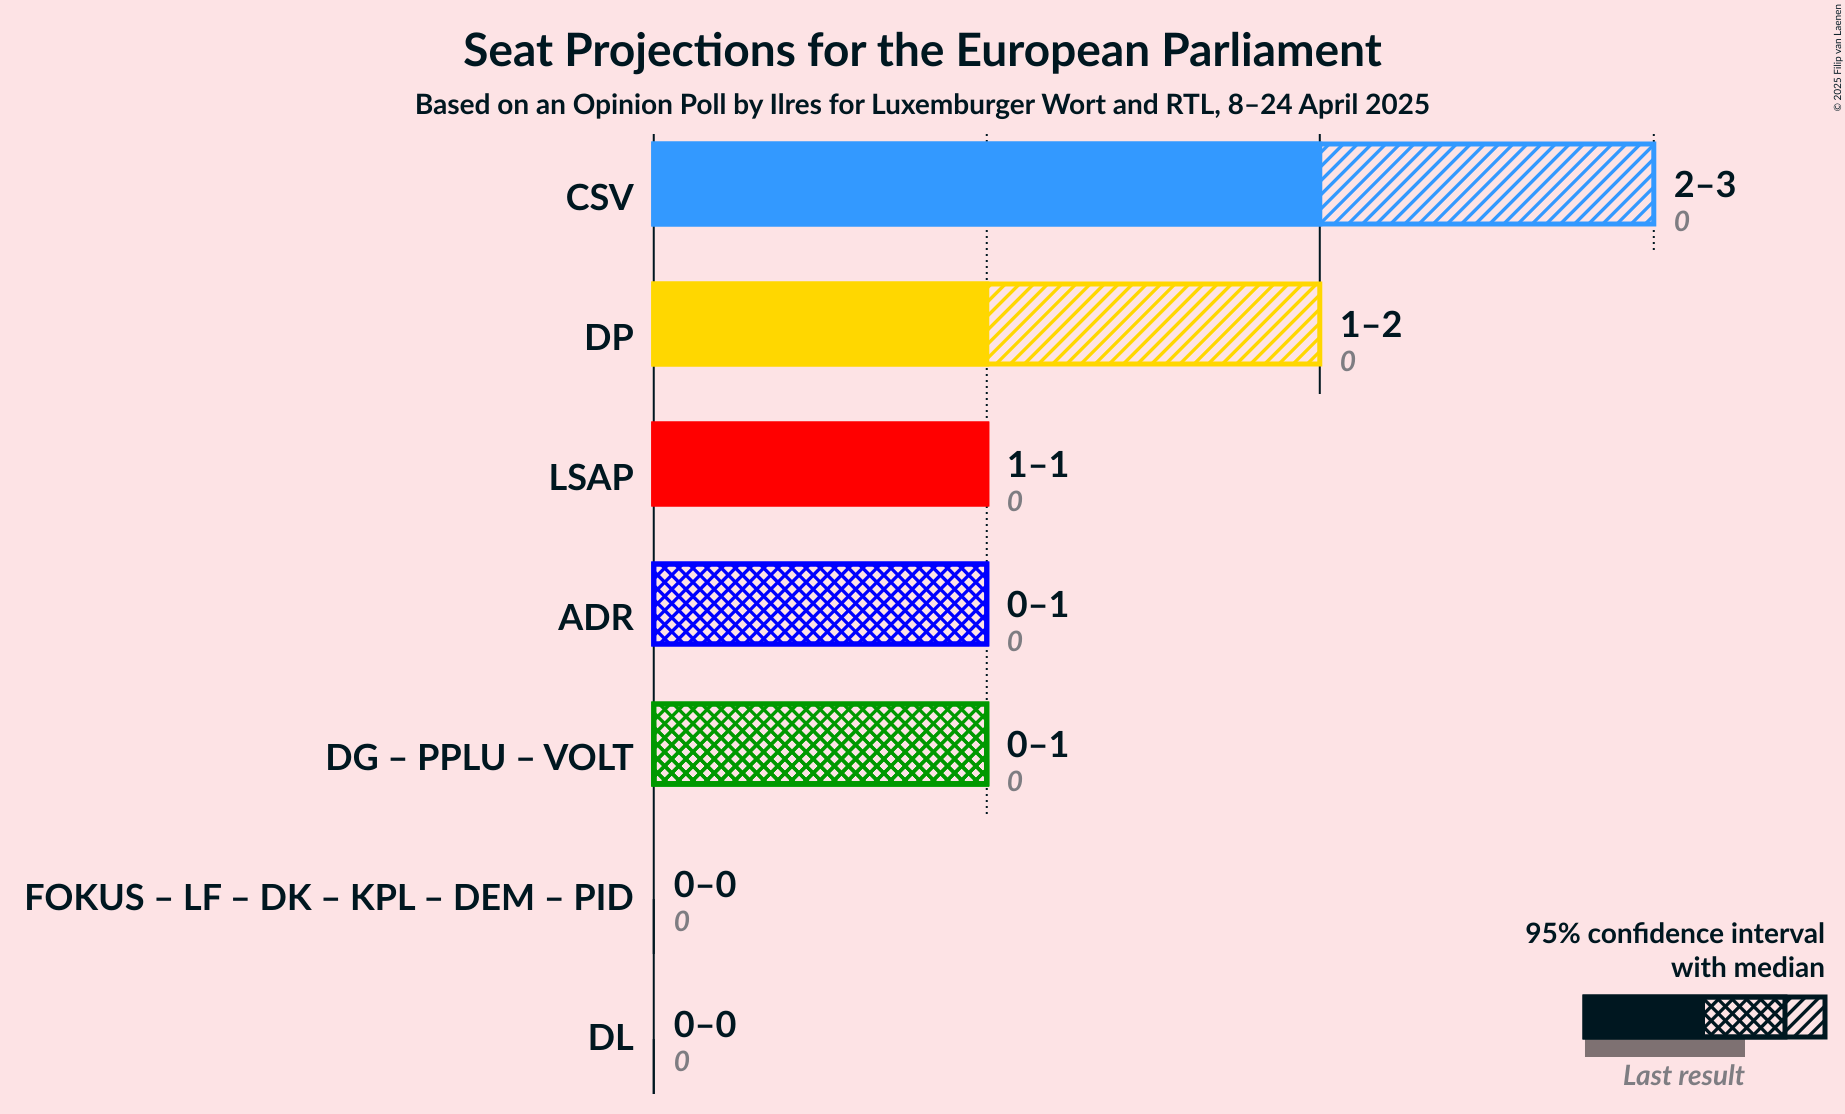 Seat Projections for the European Parliament
Based on an Opinion Poll by Ilres for Luxemburger Wort and RTL, 8–24 April 2025
© 2025 Filip van Laenen
CSV
2–3
0
DP
1–2
0
LSAP
1–1
0
ADR
0–1
0
DG – PPLU – VOLT
0–1
0
FOKUS – LF – DK – KPL – DEM – PID
0–0
0
DL
0–0
0
95% confidence interval
with median
Last result